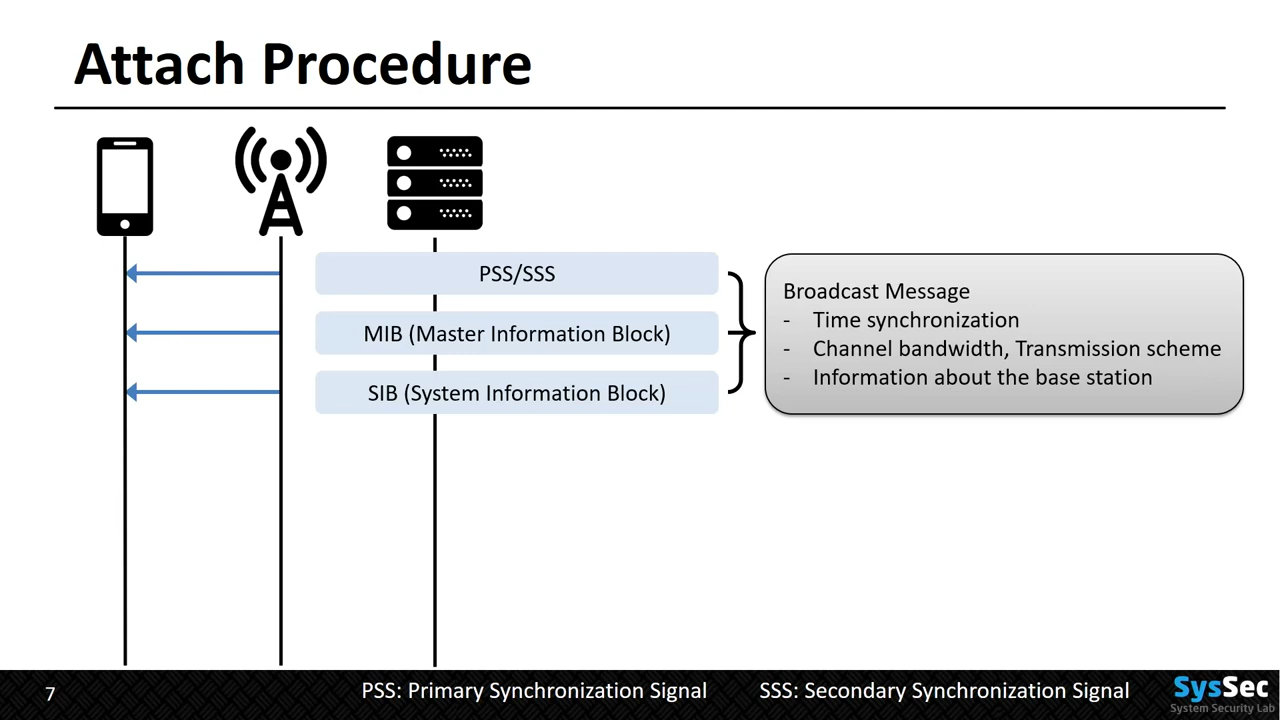 Attach Procedure
PSS/SSS
MIB (Master Information Block)
SIB (System Information Block)
Broadcast Message
- Time synchronization
- Channel bandwidth, Transmission scheme
- Information about the base station
7
PSS: Primary Synchronization Signal
SSS: Secondary Synchronization Signal
SysSec
System Security Lab